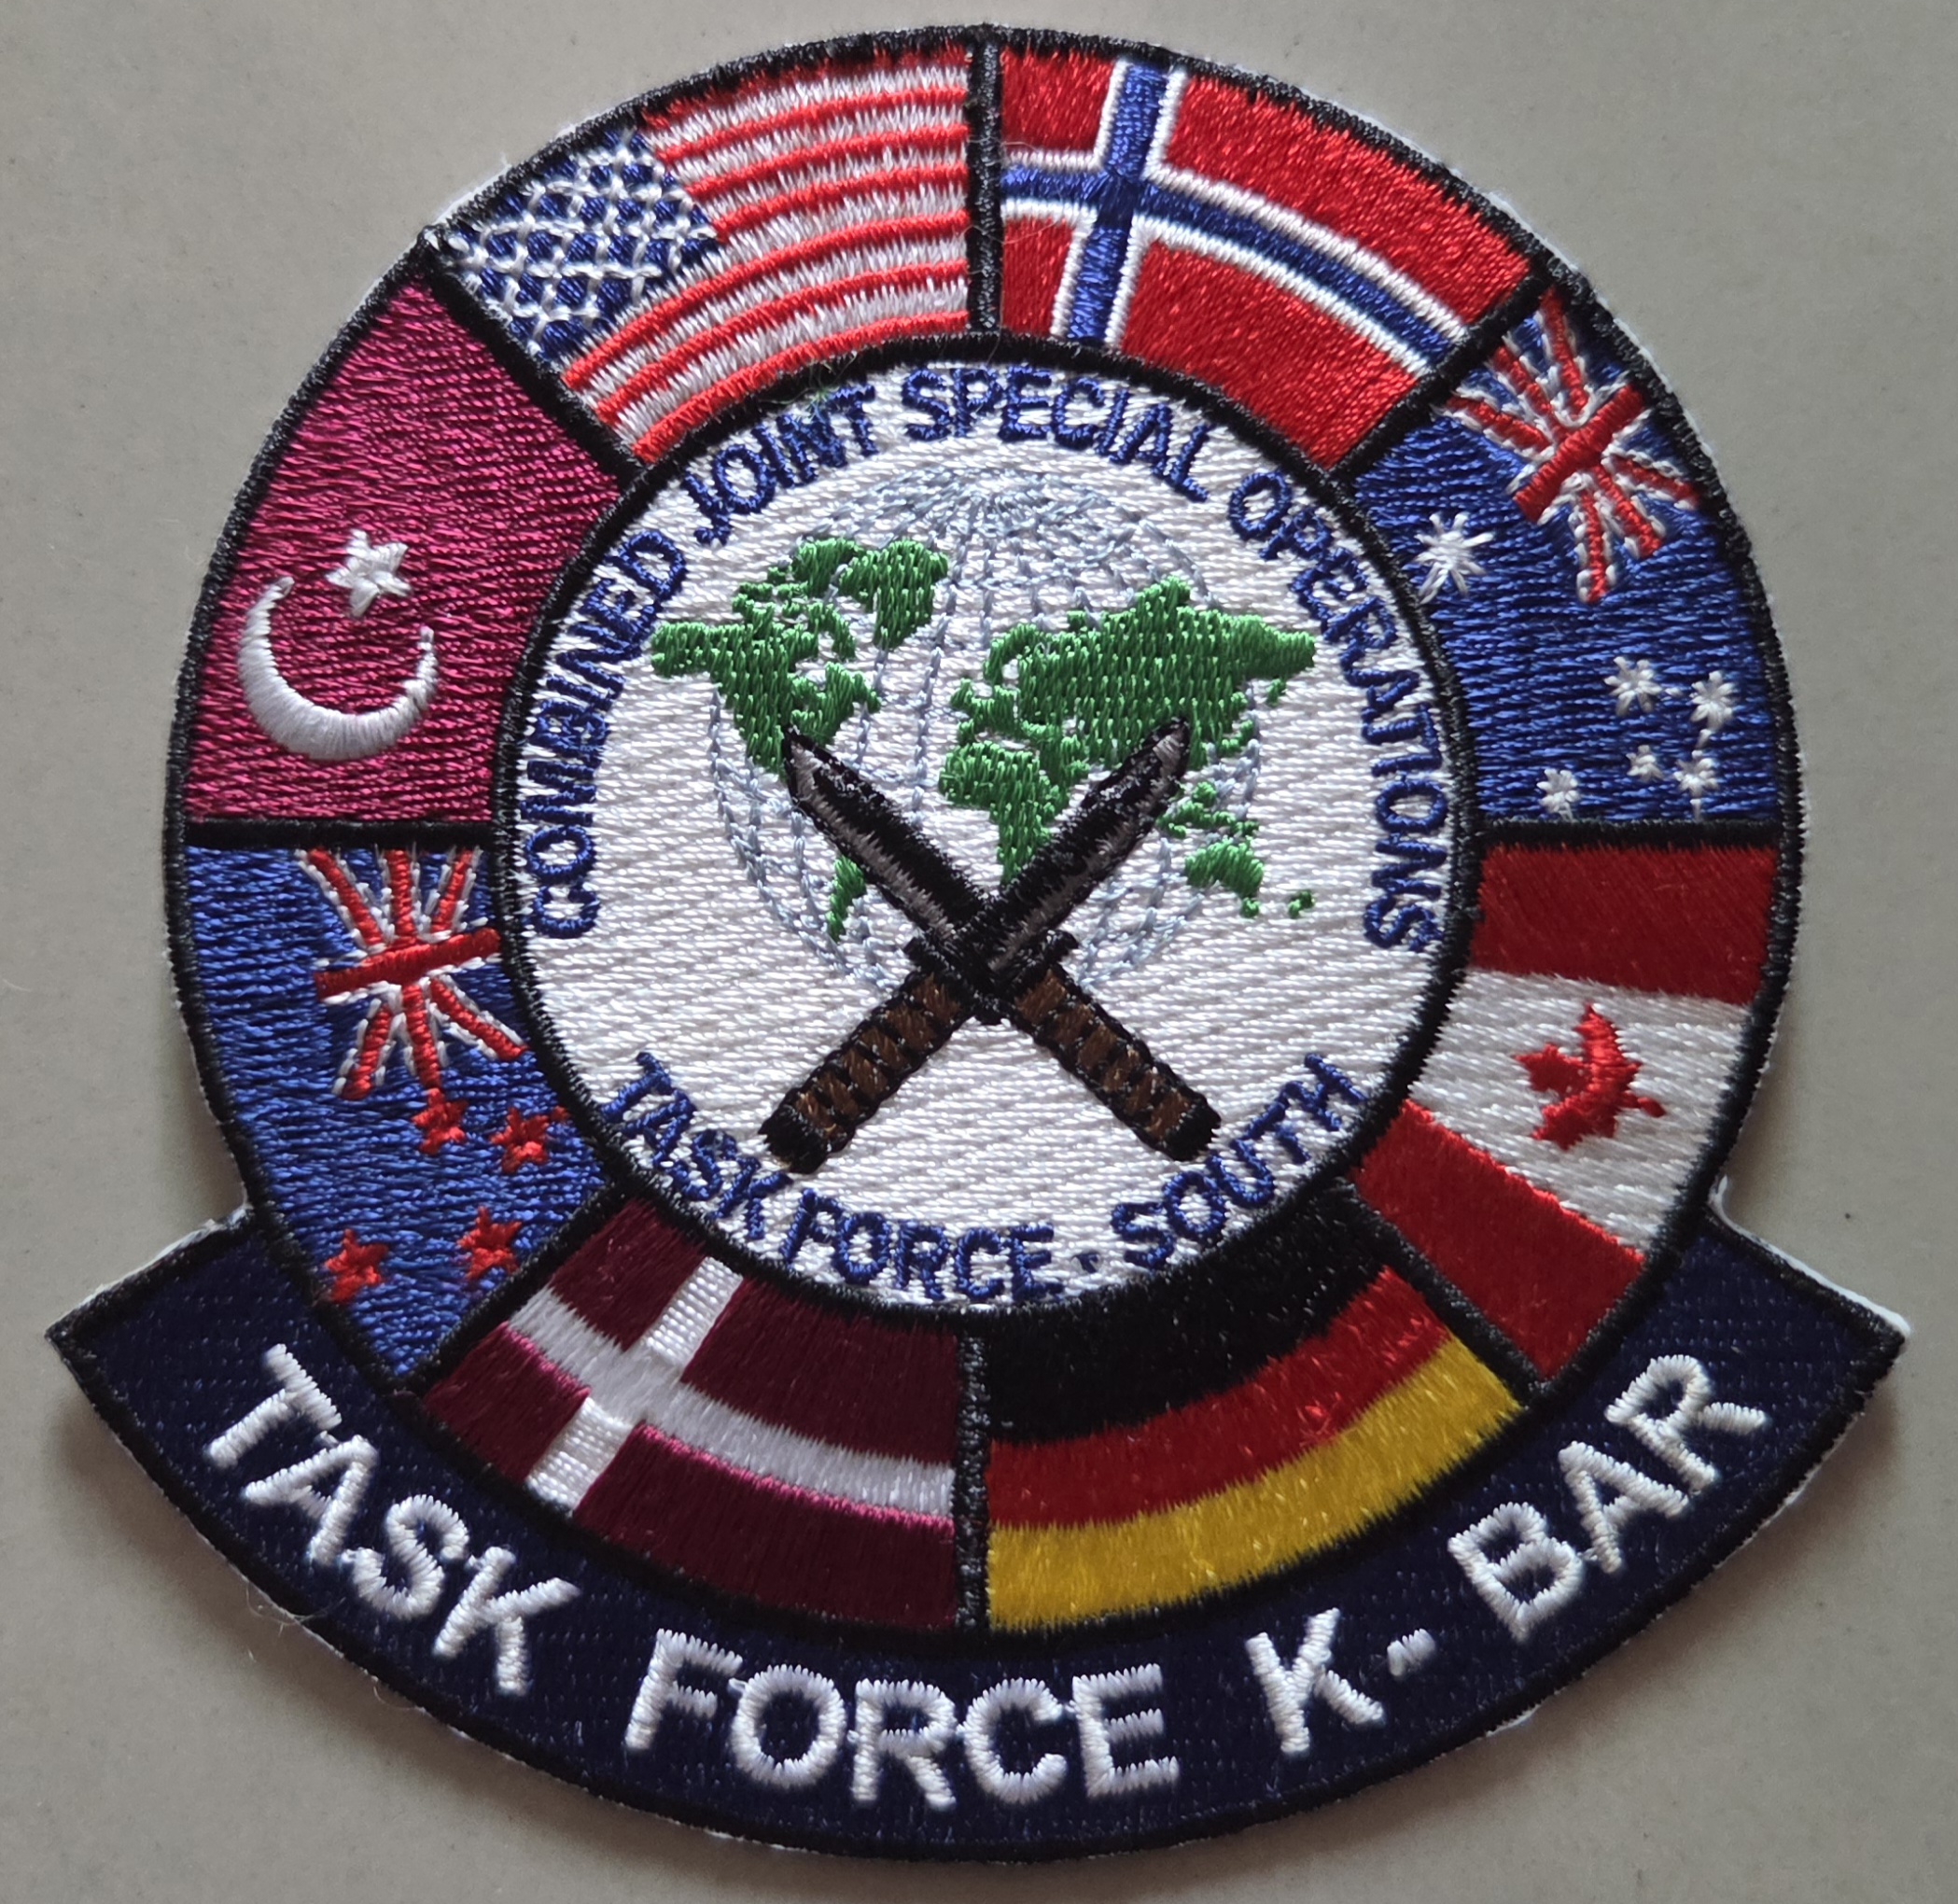 COMBINED JOINT SPECIAL OPERATIONS
TASK FORCE - SOUTH
TASK FORCE K-BAR